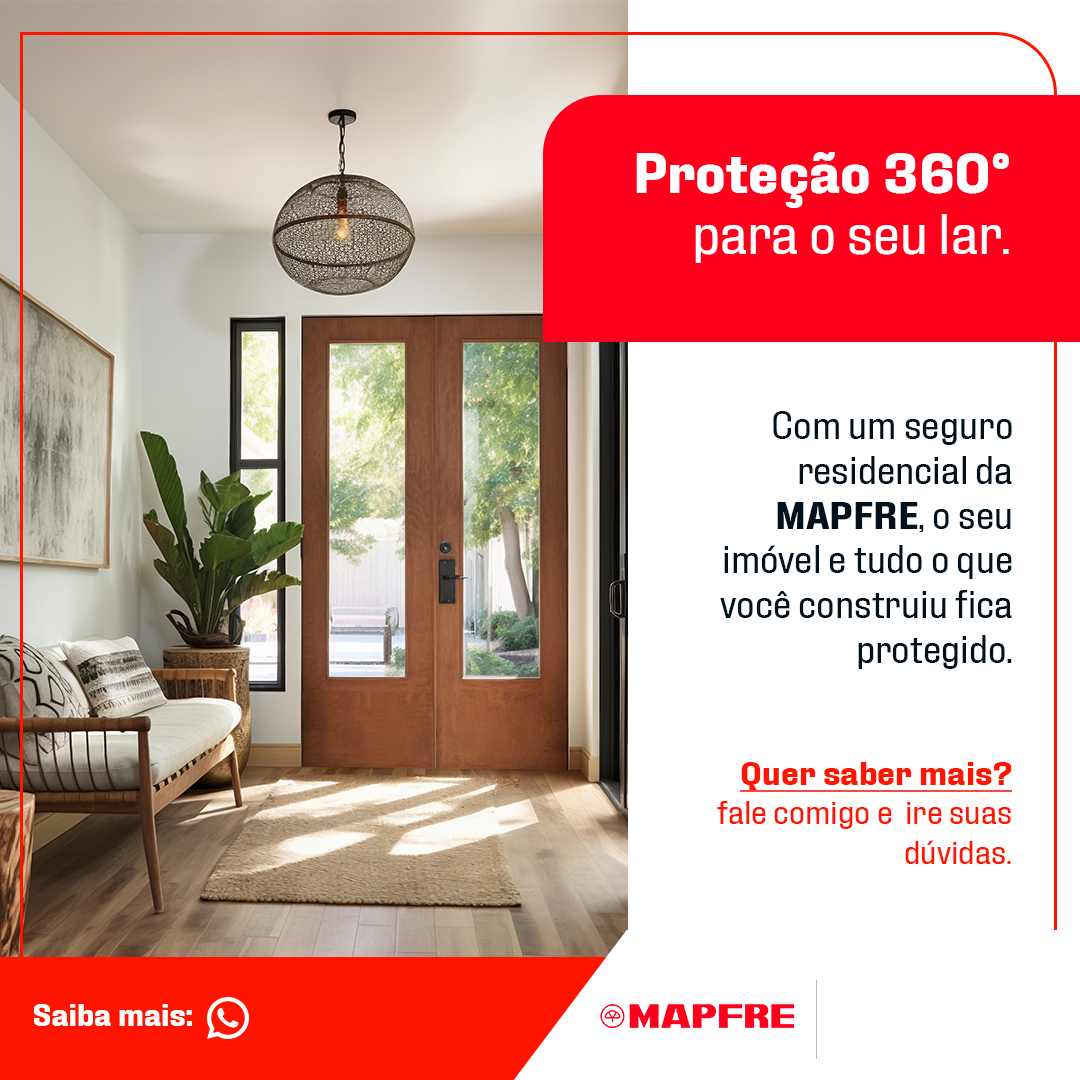 Proteção 360°
para o seu lar.
Com um seguro
residencial da
MAPFRE, o seu
imóvel e tudo o que
você construiu fica
protegido.
Quer saber mais?
fale comigo e  ire suas
dúvidas.
Saiba mais:
MAPFRE